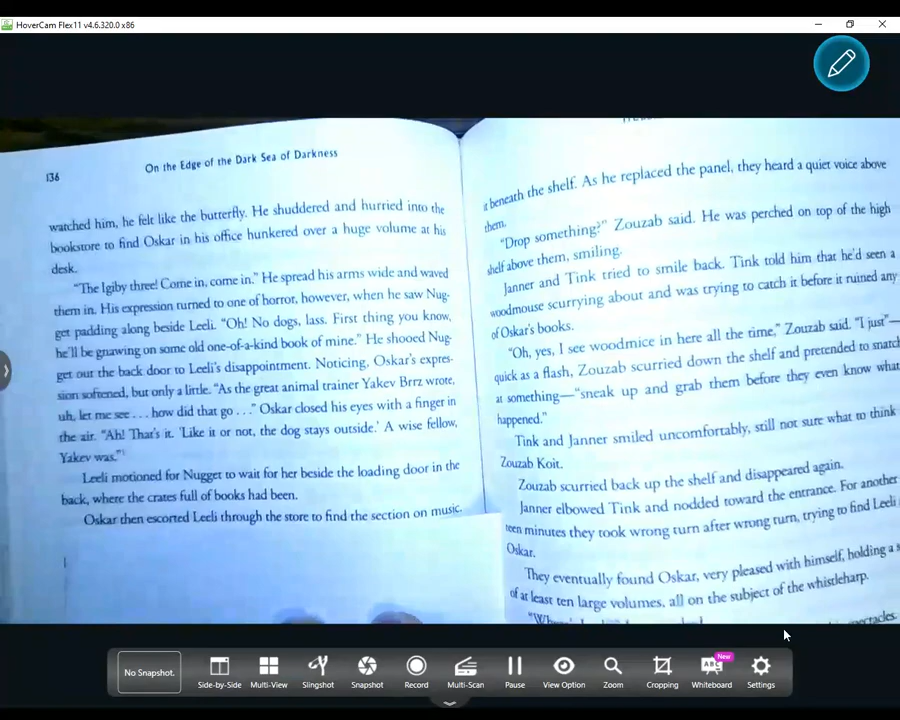 HoverCam Flex11 v4.6.320.0 x86
136
On the Edge of the Dark Sea of Darkness
watched him, he felt like the butterfly. He shuddered and hurried into the
bookstore to find Oskar in his office hunkered over a huge volume at his
desk.
“The Igiby three! Come in, come in.” He spread his arms wide and waved
them in. His expression turned to one of horror, however, when he saw Nug-
get padding along beside Leeli. “Oh! No dogs, lass. First thing you know,
he’ll be gnawing on some old one-of-a-kind book of mine.” He shooed Nug-
get out the back door to Leeli’s disappointment. Noticing, Oskar’s expres-
sion softened, but only a little. “As the great animal trainer Yakev Brrz wrote,
uh, let me see . . . how did that go . . .” Oskar closed his eyes with a finger in
the air. “Ah! That’s it. ‘Like it or not, the dog stays outside.’ A wise fellow,
Yakev was.”
Leeli motioned for Nugget to wait for her beside the loading door in the
back, where the crates full of books had been.
Oskar then escorted Leeli through the store to find the section on music.
it beneath the shelf. As he replaced the panel, they heard a quiet voice above
them.
“Drop something?” Zouzab said. He was perched on top of the high
shelf above them, smiling.
Janner and Tink tried to smile back. Tink told him that he’d seen a
woodmouse scurrying about and was trying to catch it before it ruined any
of Oskar’s books.
“Oh, yes, I see woodmice in here all the time,” Zouzab said. “I just”—
quick as a flash, Zouzab scurried down the shelf and pretended to snatch
at something—“sneak up and grab them before they even know what
happened.”
Tink and Janner smiled uncomfortably, still not sure what to think
Zouzab Koit.
Zouzab scurried back up the shelf and disappeared again.
Janner elbowed Tink and nodded toward the entrance. For another
teen minutes they took wrong turn after wrong turn, trying to find Leeli
Oskar.
They eventually found Oskar, very pleased with himself, holding a s
of at least ten large volumes, all on the subject of the whistleharp.
No Snapshot.
Side-by-Side
Multi-View
Slingshot
Snapshot
Record
Multi-Scan
Pause
View Option
Zoom
Cropping
New
ABC
Whiteboard
Settings